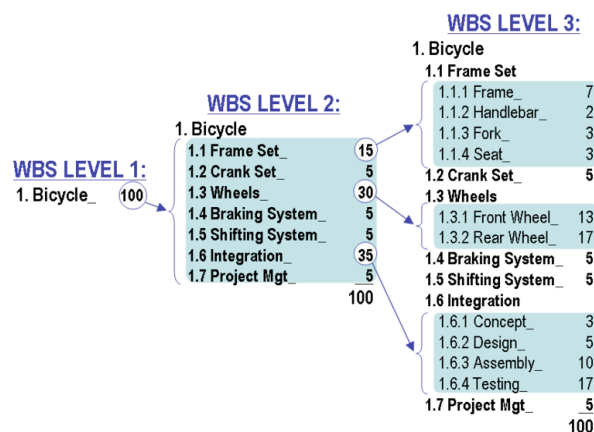 WBS LEVEL 1:
1. Bicycle_ 100
WBS LEVEL 2:
1. Bicycle
1.1 Frame Set_ 15
1.2 Crank Set_ 5
1.3 Wheels_ 30
1.4 Braking System_ 5
1.5 Shifting System_ 5
1.6 Integration_ 35
1.7 Project Mgt_ 5
100
WBS LEVEL 3:
1. Bicycle
1.1 Frame Set
1.1.1 Frame_ 7
1.1.2 Handlebar_ 2
1.1.3 Fork_ 3
1.1.4 Seat_ 3
1.2 Crank Set_ 5
1.3 Wheels
1.3.1 Front Wheel_ 13
1.3.2 Rear Wheel_ 17
1.4 Braking System_ 5
1.5 Shifting System_ 5
1.6 Integration
1.6.1 Concept_ 3
1.6.2 Design_ 5
1.6.3 Assembly_ 10
1.6.4 Testing_ 17
1.7 Project Mgt_ 5
100